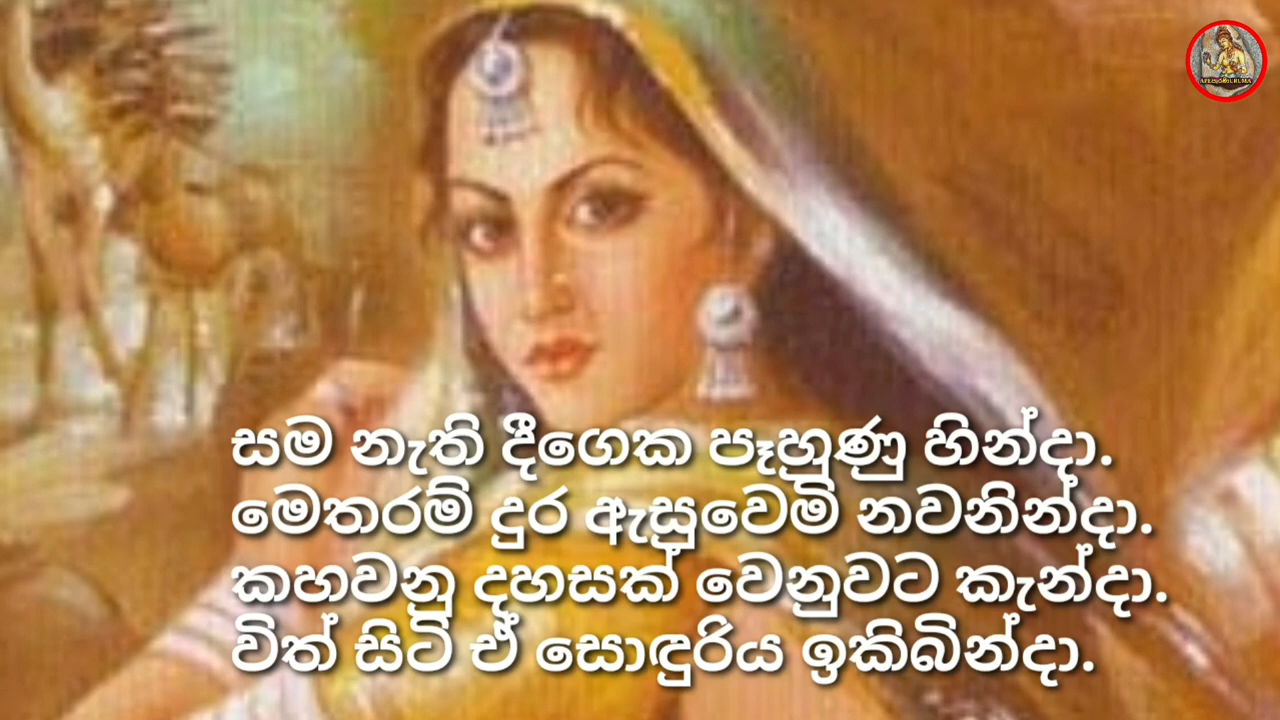 සම නැති දීගෙක පෑහුණු හින්දා.
මෙතරම් දුර ඇසුවෙමි නවනින්දා.
කහවනු දහසක් වෙනුවට කැන්දා.
විත් සිටි ඒ සොඳුරිය ඉකිබින්දා.